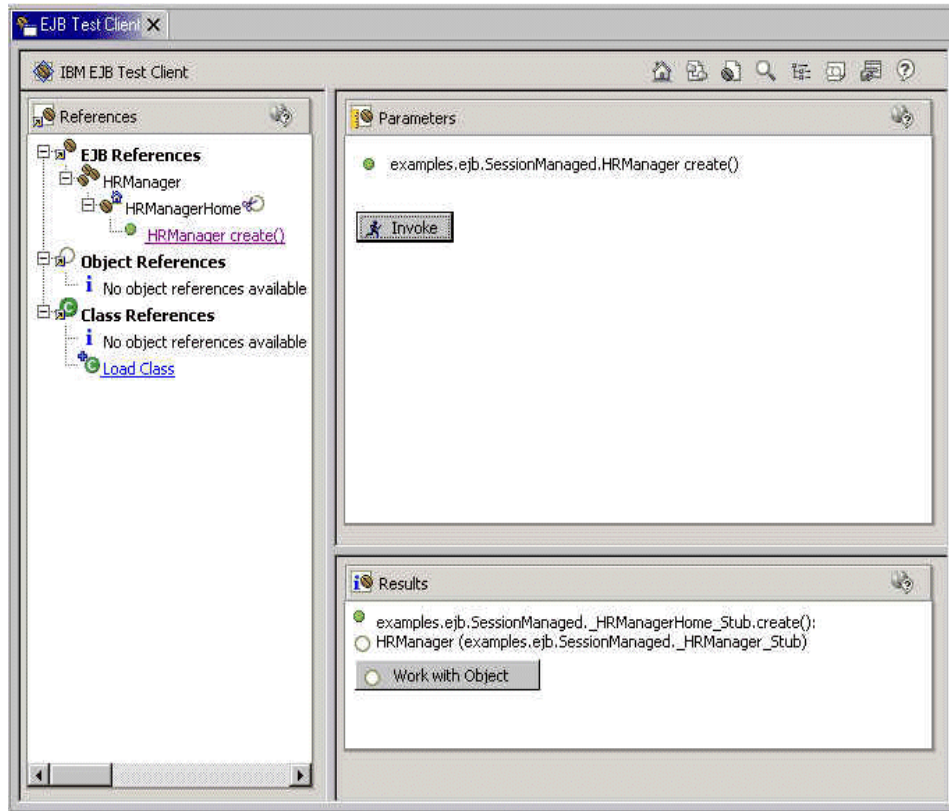 EJB Test Client
IBM EJB Test Client
References
EJB References
HRManager
HRManagerHome
HRManager create()
Object References
No object references available
Class References
No object references available
Load Class
Parameters
examples.ejb.SessionManaged.HRManager create()
Invoke
Results
examples.ejb.SessionManaged._HRManagerHome_Stub.create():
HRManager (examples.ejb.SessionManaged._HRManager_Stub)
Work with Object